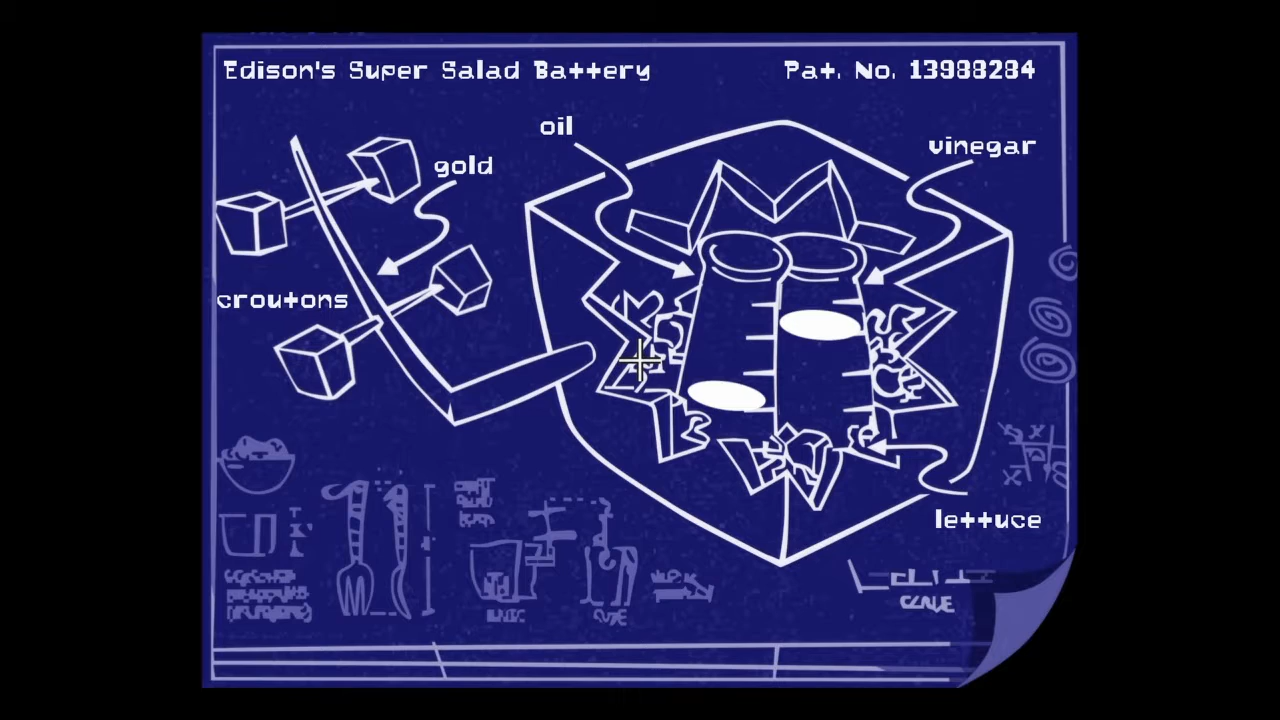 Edison's Super Salad Battery
Pat. No. 13988284
oil
vinegar
gold
croutons
lettuce